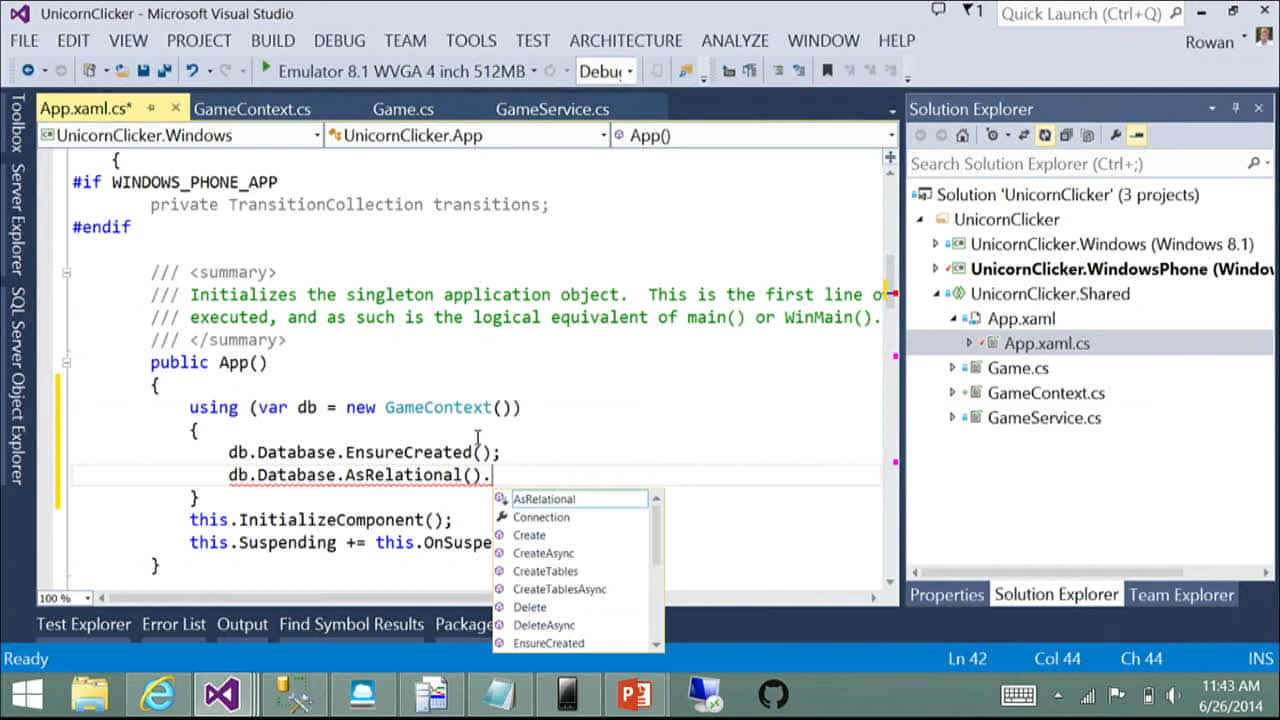 UnicornClicker - Microsoft Visual Studio
1
Quick Launch (Ctrl+Q)
FILE EDIT VIEW PROJECT BUILD DEBUG TEAM TOOLS TEST ARCHITECTURE ANALYZE WINDOW HELP
Rowan
Emulator 8.1 WVGA 4 inch 512MB
Debu
Toolbox
Server Explorer
SQL Server Object Explorer
App.xaml.cs*
GameContext.cs
Game.cs
GameService.cs
UnicornClicker.Windows
UnicornClicker.App
App()
{
#if WINDOWS_PHONE_APP
private TransitionCollection transitions;
#endif
/// <summary>
/// Initializes the singleton application object.  This is the first line o
/// executed, and as such is the logical equivalent of main() or WinMain().
/// </summary>
public App()
{
using (var db = new GameContext())
{
db.Database.EnsureCreated();
db.Database.AsRelational().
}
this.InitializeComponent();
this.Suspending += this.OnSuspe
}
AsRelational
Connection
Create
CreateAsync
CreateTables
CreateTablesAsync
Delete
DeleteAsync
EnsureCreated
100 %
Solution Explorer
Search Solution Explorer (Ctrl+;)
Solution 'UnicornClicker' (3 projects)
UnicornClicker
UnicornClicker.Windows (Windows 8.1)
UnicornClicker.WindowsPhone (Windo
UnicornClicker.Shared
App.xaml
App.xaml.cs
Game.cs
GameContext.cs
GameService.cs
Properties
Solution Explorer
Team Explorer
Test Explorer
Error List
Output
Find Symbol Results
Package
Ready
Ln 42
Col 44
Ch 44
INS
11:43 AM
6/26/2014